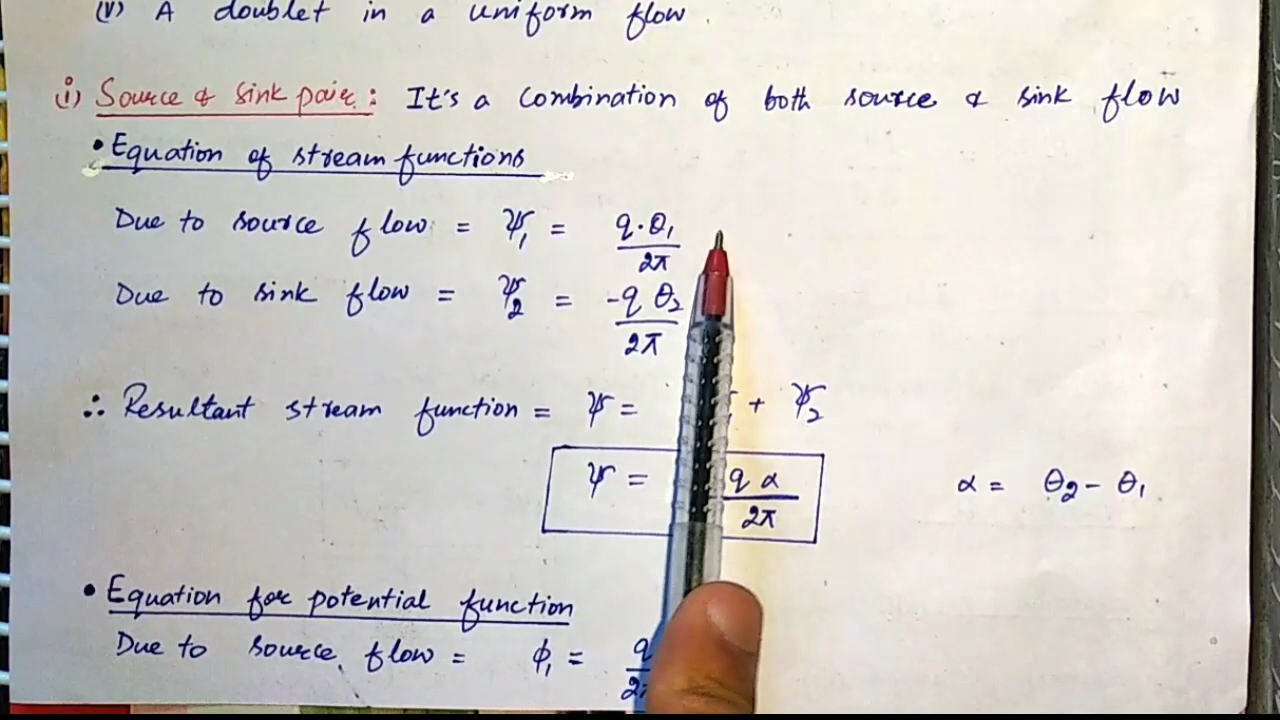 (v) A doublet in a uniform flow.
(i) Source & sink pair: It's a combination of both source & sink flow
• Equation of stream functions
Due to source flow = ψ₁ = q·θ₁/2π
Due to sink flow = ψ₂ = -qθ₂/2π
∴ Resultant stream function = ψ = + ψ₂
ψ = qα/2π α = θ₂ - θ₁
• Equation for potential function
Due to source flow = ϕ₁ = q/2π